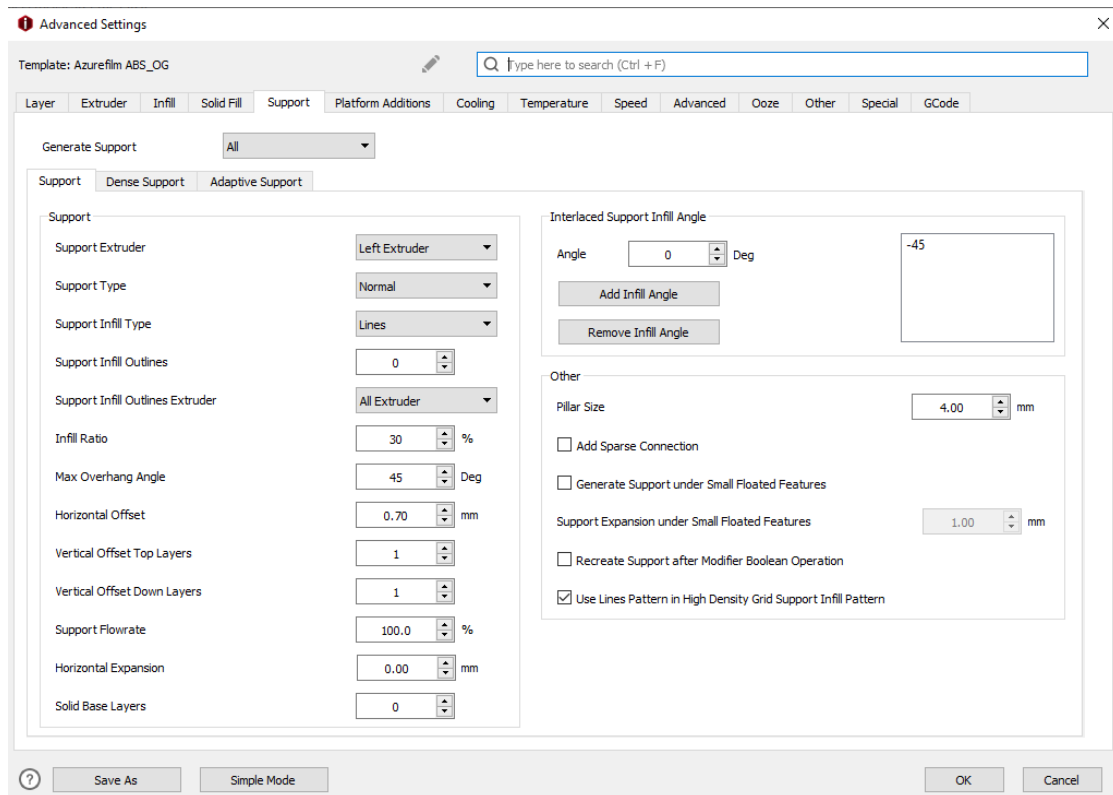 Advanced Settings
Template: Azurefilm ABS_OG
Type here to search (Ctrl + F)
Layer Extruder Infill Solid Fill Support Platform Additions Cooling Temperature Speed Advanced Ooze Other Special GCode
Generate Support All
Support Dense Support Adaptive Support
Support
Support Extruder Left Extruder
Support Type Normal
Support Infill Type Lines
Support Infill Outlines 0
Support Infill Outlines Extruder All Extruder
Infill Ratio 30 %
Max Overhang Angle 45 Deg
Horizontal Offset 0.70 mm
Vertical Offset Top Layers 1
Vertical Offset Down Layers 1
Support Flowrate 100.0 %
Horizontal Expansion 0.00 mm
Solid Base Layers 0
Interlaced Support Infill Angle
Angle 0 Deg
-45
Add Infill Angle
Remove Infill Angle
Other
Pillar Size 4.00 mm
Add Sparse Connection
Generate Support under Small Floated Features
Support Expansion under Small Floated Features 1.00 mm
Recreate Support after Modifier Boolean Operation
Use Lines Pattern in High Density Grid Support Infill Pattern
? Save As Simple Mode OK Cancel